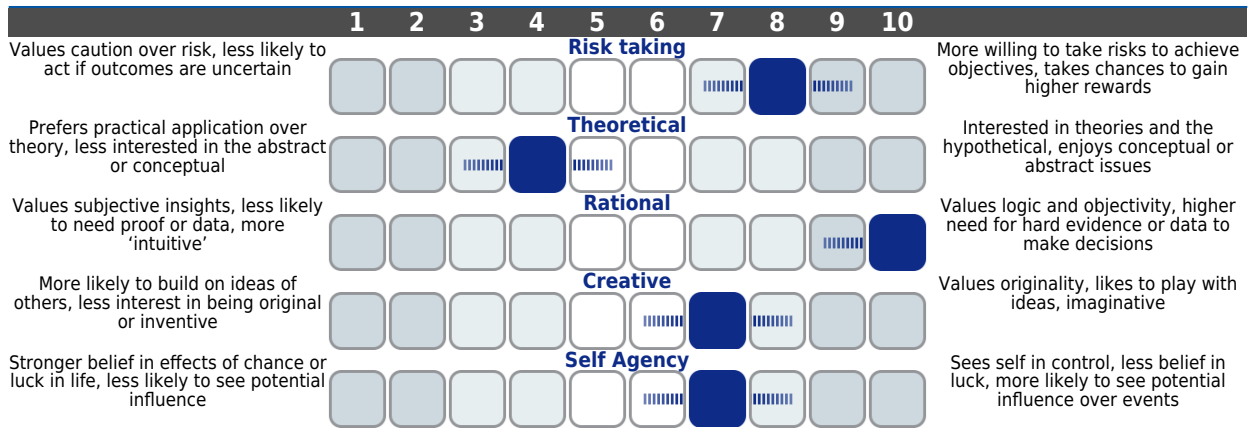 1 2 3 4 5 6 7 8 9 10
Risk taking
Values caution over risk, less likely to
act if outcomes are uncertain
More willing to take risks to achieve
objectives, takes chances to gain
higher rewards
Theoretical
Prefers practical application over
theory, less interested in the abstract
or conceptual
Interested in theories and the
hypothetical, enjoys conceptual or
abstract issues
Rational
Values subjective insights, less likely
to need proof or data, more
‘intuitive’
Values logic and objectivity, higher
need for hard evidence or data to
make decisions
Creative
More likely to build on ideas of
others, less interest in being original
or inventive
Values originality, likes to play with
ideas, imaginative
Self Agency
Stronger belief in effects of chance or
luck in life, less likely to see potential
influence
Sees self in control, less belief in
luck, more likely to see potential
influence over events